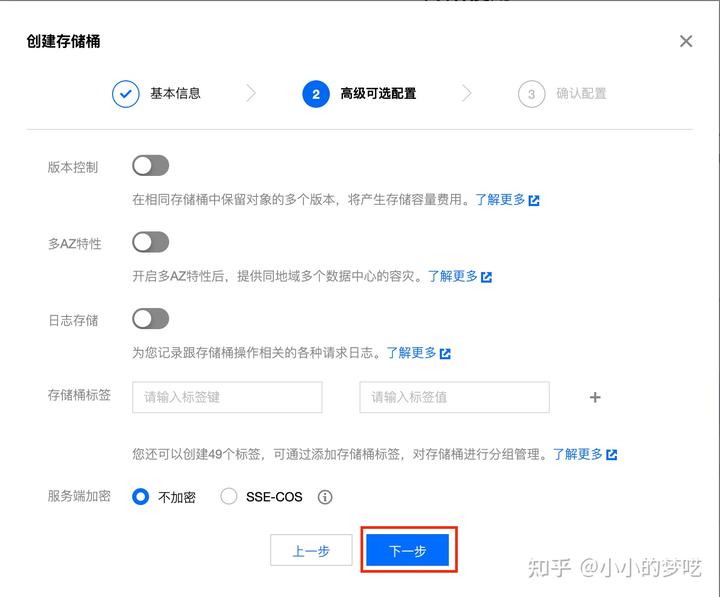 创建存储桶
基本信息
2 高级可选配置
3 确认配置
版本控制
在相同存储桶中保留对象的多个版本，将产生存储容量费用。了解更多
多AZ特性
开启多AZ特性后，提供同地域多个数据中心的容灾。了解更多
日志存储
为您记录跟存储桶操作相关的各种请求日志。了解更多
存储桶标签 请输入标签键 请输入标签值 +
您还可以创建49个标签，可通过添加存储桶标签，对存储桶进行分组管理。了解更多
服务端加密 不加密 SSE-COS
上一步 下一步
知乎 @小小的梦呓